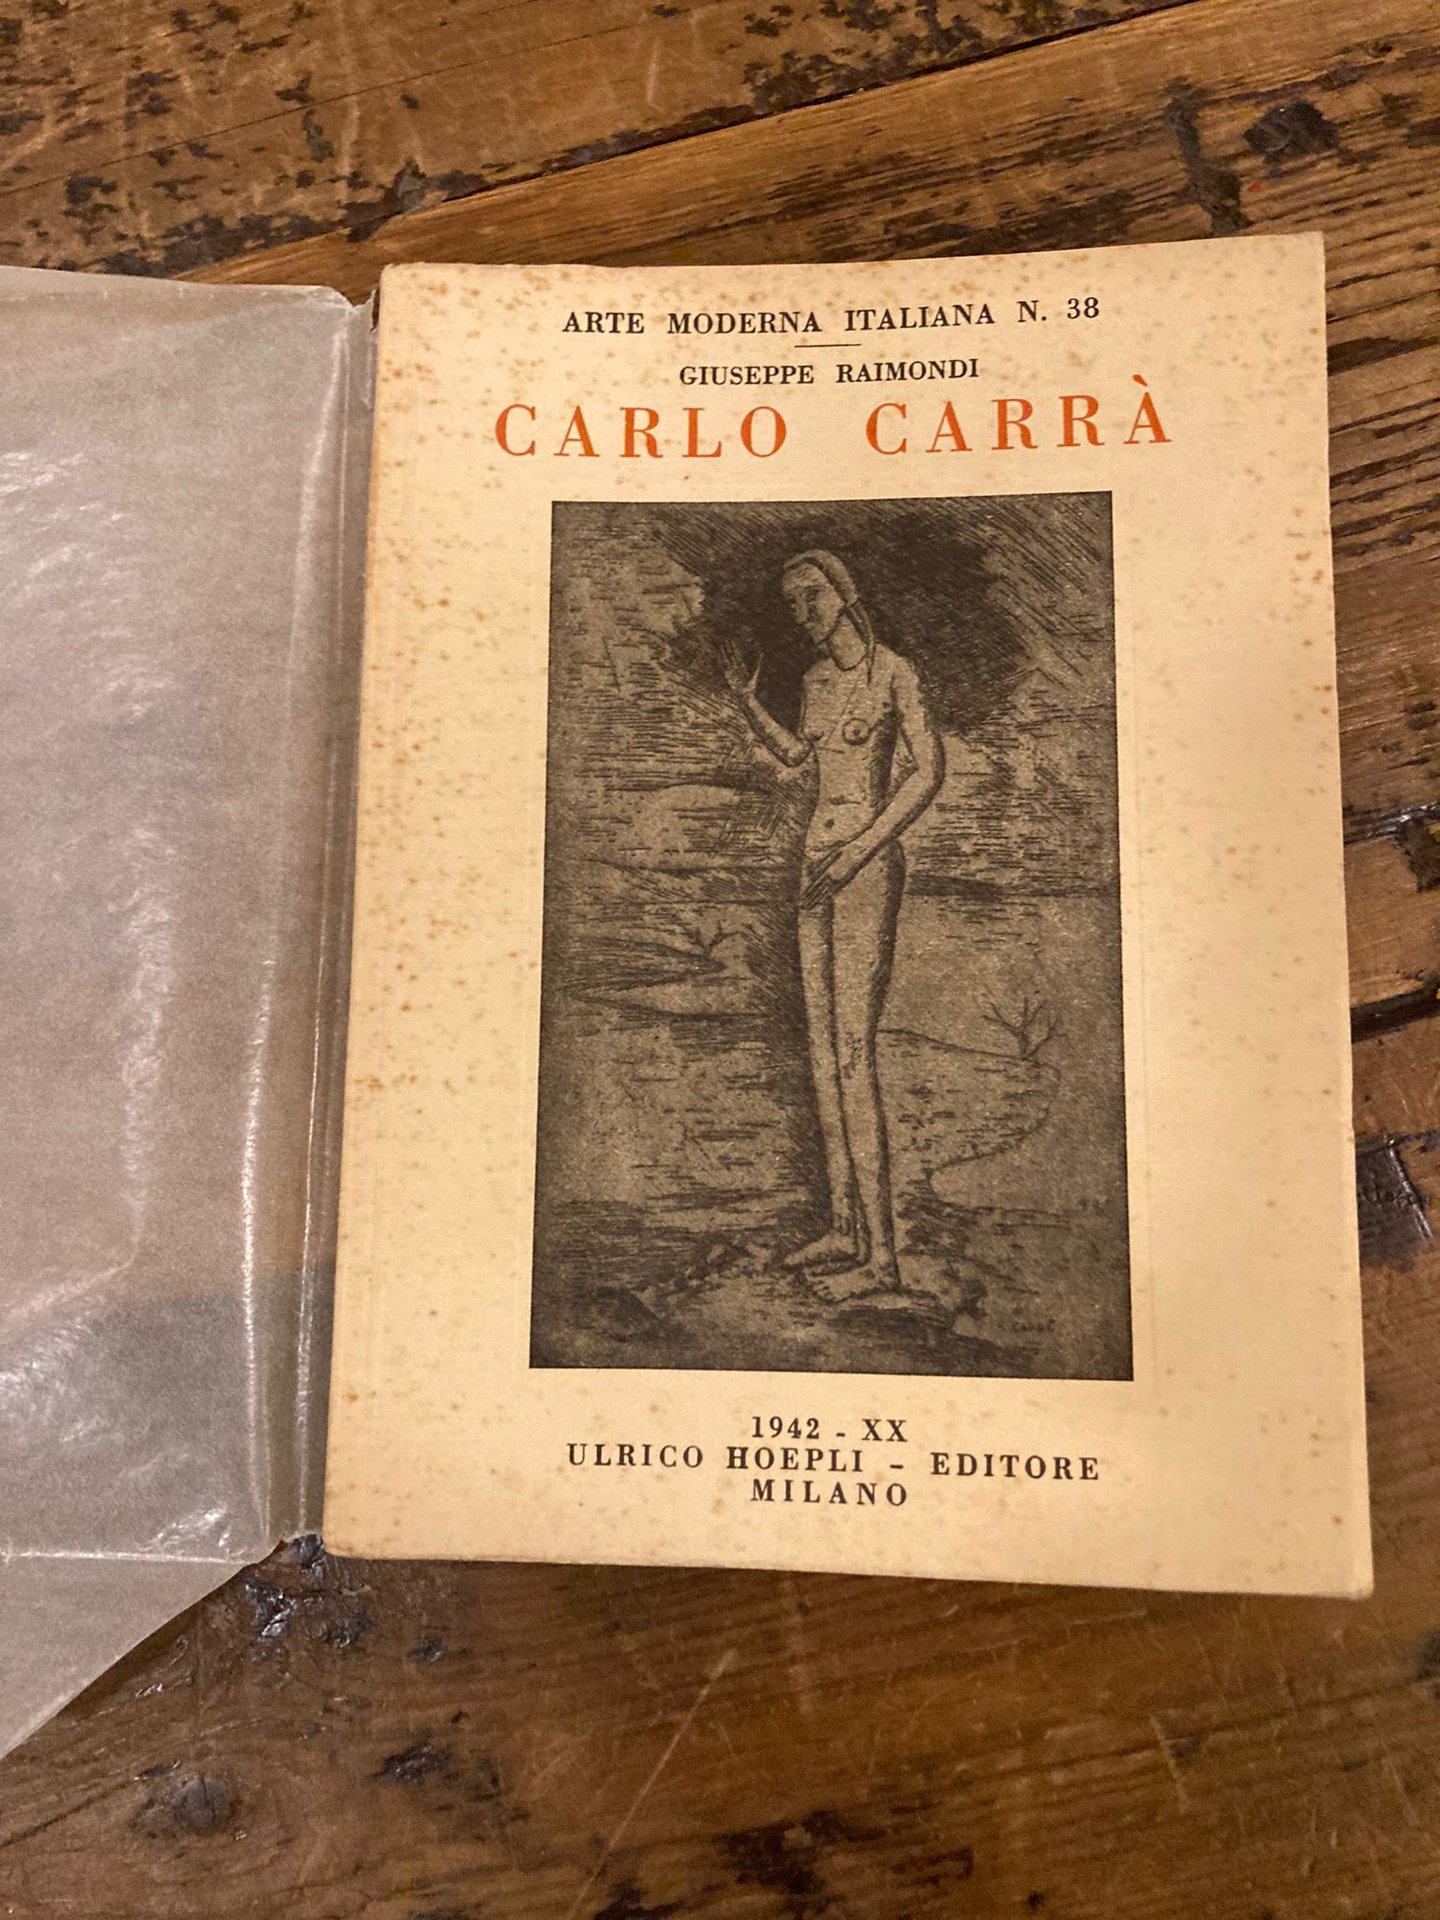 ARTE MODERNA ITALIANA N. 38
GIUSEPPE RAIMONDI
CARLO CARRÀ
1942 - XX
ULRICO HOEPLI - EDITORE
MILANO